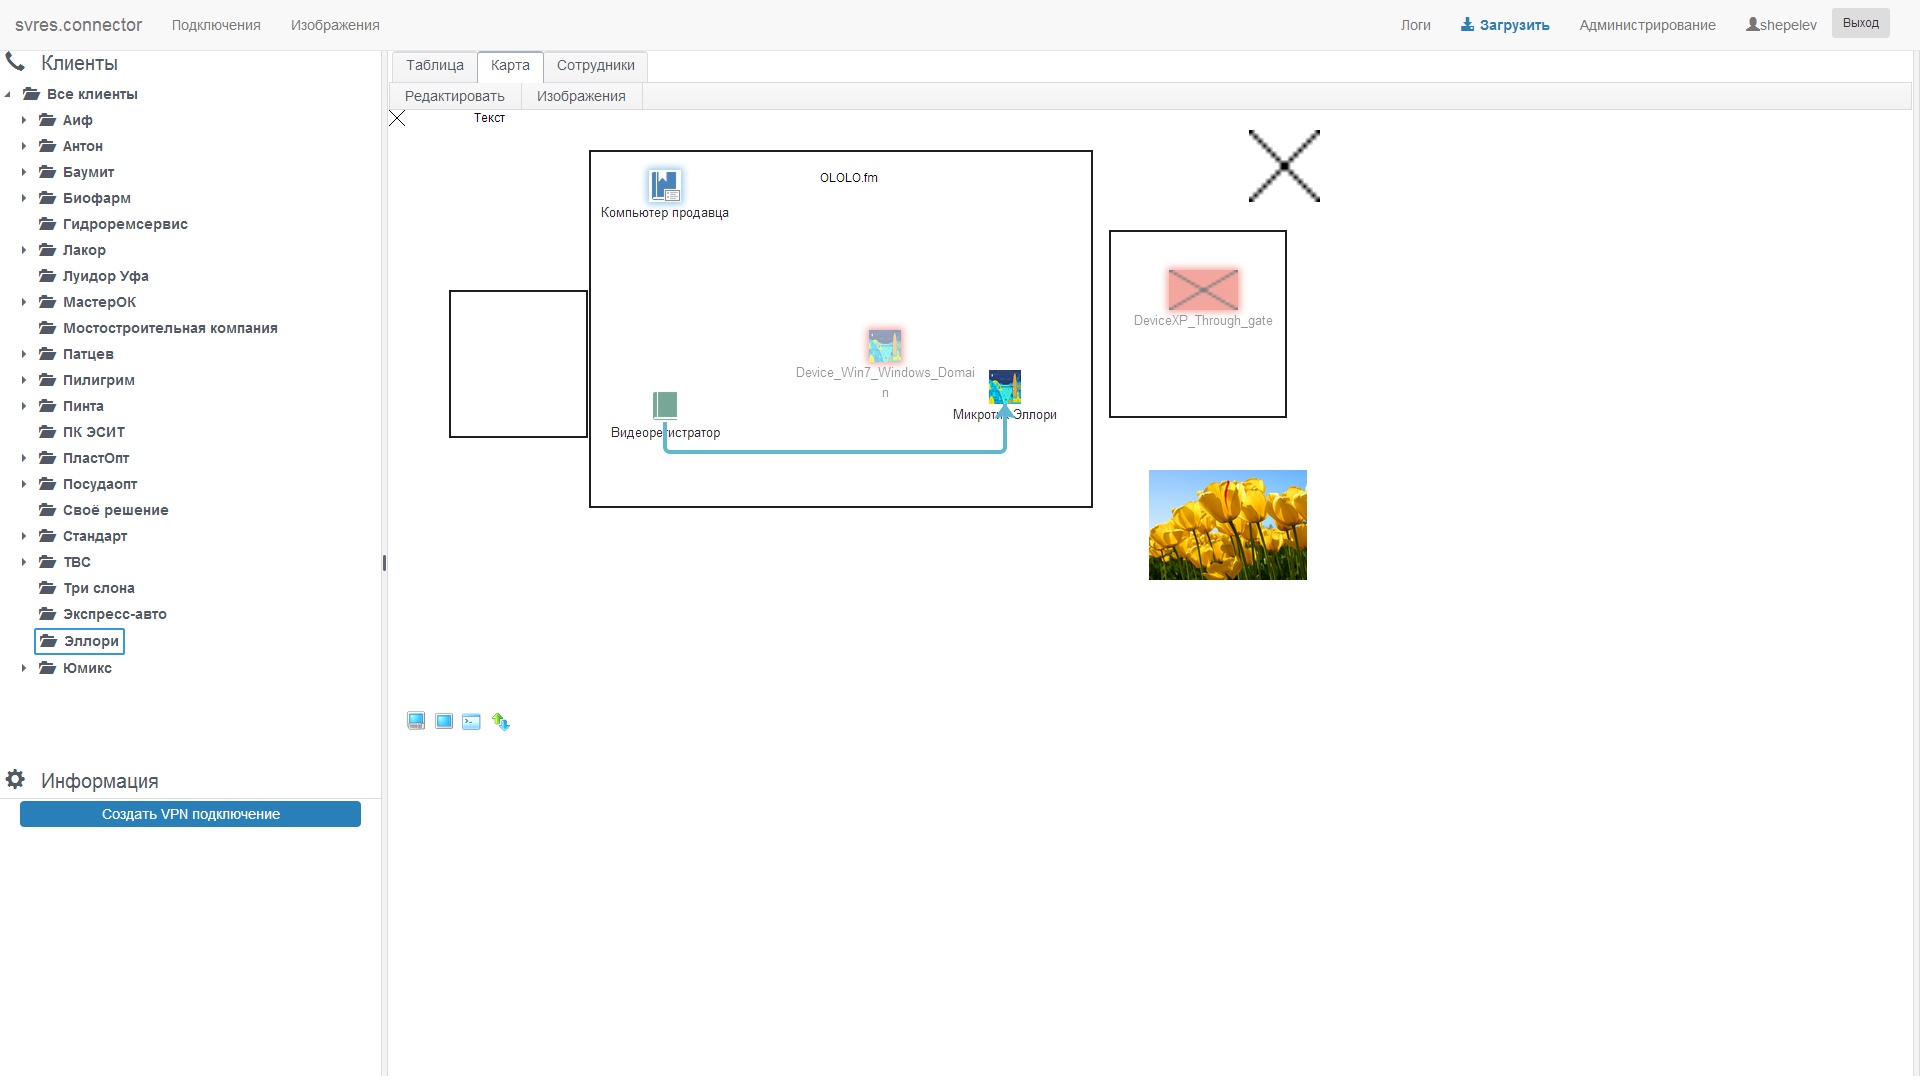 svres.connector
Подключения
Изображения
Логи
Загрузить
Администрирование
shepelev
Выход
Клиенты
Все клиенты
Аиф
Антон
Баумит
Биофарм
Гидроремсервис
Лакор
Луидор Уфа
МастерОК
Мостостроительная компания
Патцев
Пилигрим
Пинта
ПК ЭСИТ
ПластОпт
Посудаопт
Своё решение
Стандарт
ТВС
Три слона
Экспресс-авто
Эллори
Юмикс
Информация
Создать VPN подключение
Таблица
Карта
Сотрудники
Редактировать
Изображения
Текст
OLOLO.fm
Компьютер продавца
Device_Win7_Windows_Domai
n
Микротик Эллори
Видеорегистратор
DeviceXP_Through_gate